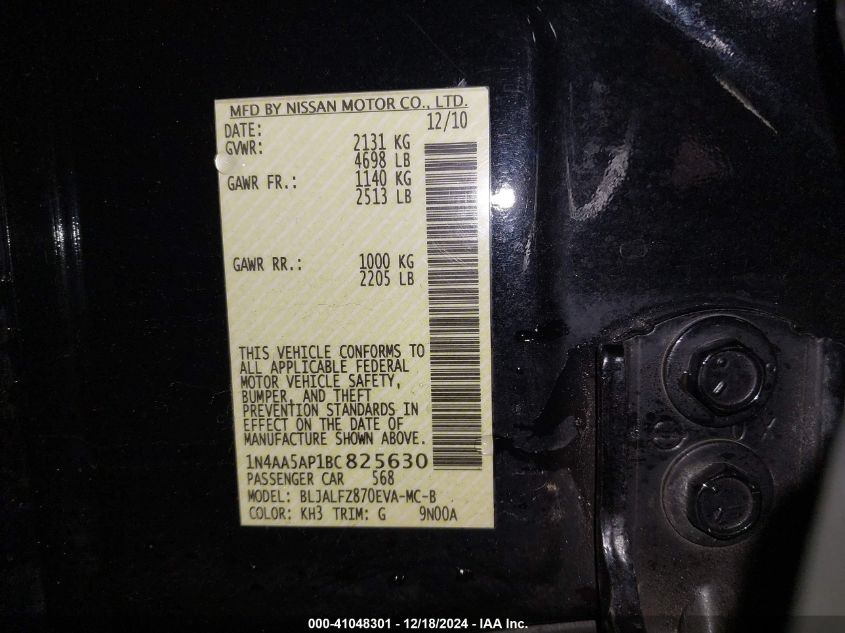 MFD BY NISSAN MOTOR CO., LTD.
DATE: 12/10
GVWR: 2131 KG
4698 LB
GAWR FR.: 1140 KG
2513 LB
GAWR RR.: 1000 KG
2205 LB
THIS VEHICLE CONFORMS TO
ALL APPLICABLE FEDERAL
MOTOR VEHICLE SAFETY,
BUMPER, AND THEFT
PREVENTION STANDARDS IN
EFFECT ON THE DATE OF
MANUFACTURE SHOWN ABOVE.
1N4AA5AP1BC825630
PASSENGER CAR 568
MODEL: BLJALFZ870EVA-MC-B
COLOR: KH3 TRIM: G 9N00A
000-41048301 - 12/18/2024 - IAA Inc.